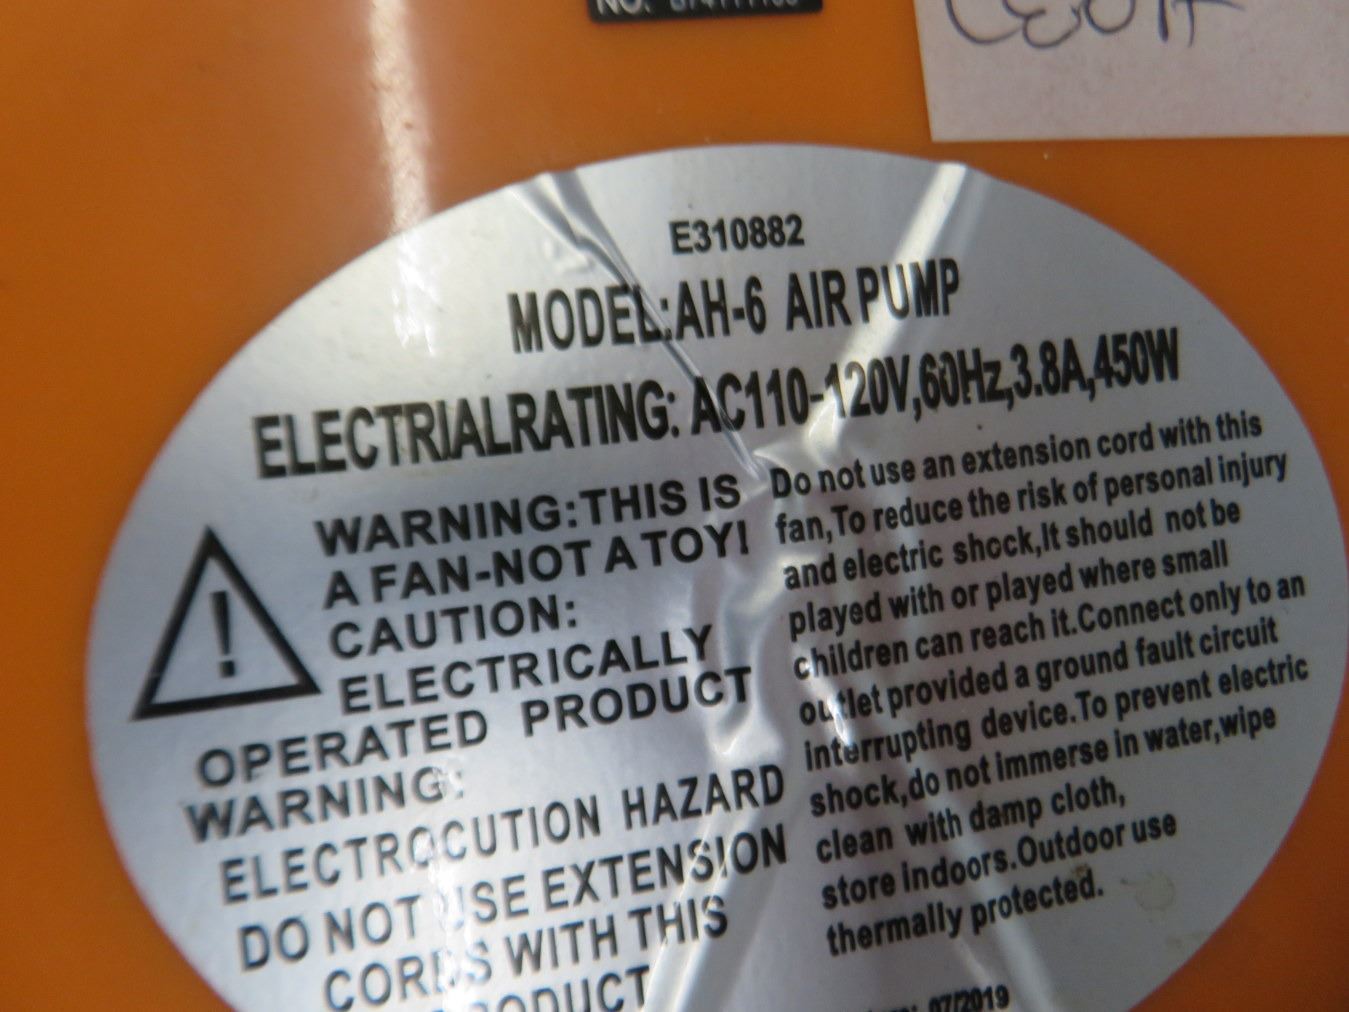 NO.
E310882
MODEL:AH-6 AIR PUMP
ELECTRIALRATING: AC110-120V,60Hz,3.8A,450W
WARNING:THIS IS
A FAN-NOT A TOY!
CAUTION:
ELECTRICALLY
OPERATED PRODUCT
WARNING:
ELECTROCUTION HAZARD
DO NOT USE EXTENSION
CORDS WITH THIS
PRODUCT
Do not use an extension cord with this
fan,To reduce the risk of personal injury
and electric shock,It should not be
played with or played where small
children can reach it.Connect only to an
outlet provided a ground fault circuit
interrupting device.To prevent electric
shock,do not immerse in water,wipe
clean with damp cloth,
store indoors.Outdoor use
thermally protected.
07/2019